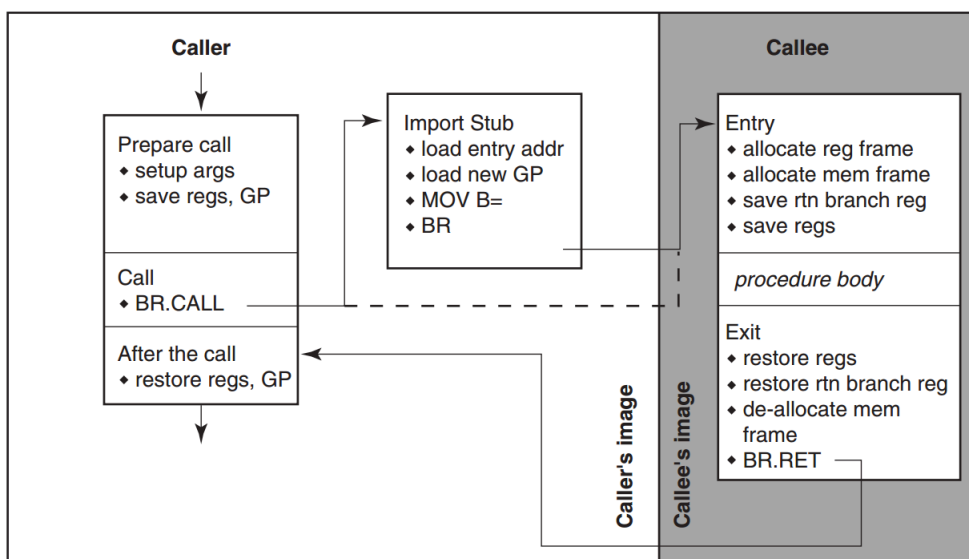 Caller
Prepare call
◆ setup args
◆ save regs, GP
Call
◆ BR.CALL
After the call
◆ restore regs, GP
Import Stub
◆ load entry addr
◆ load new GP
◆ MOV B=
◆ BR
Caller's image
Callee's image
Callee
Entry
◆ allocate reg frame
◆ allocate mem frame
◆ save rtn branch reg
◆ save regs
procedure body
Exit
◆ restore regs
◆ restore rtn branch reg
◆ de-allocate mem
frame
◆ BR.RET